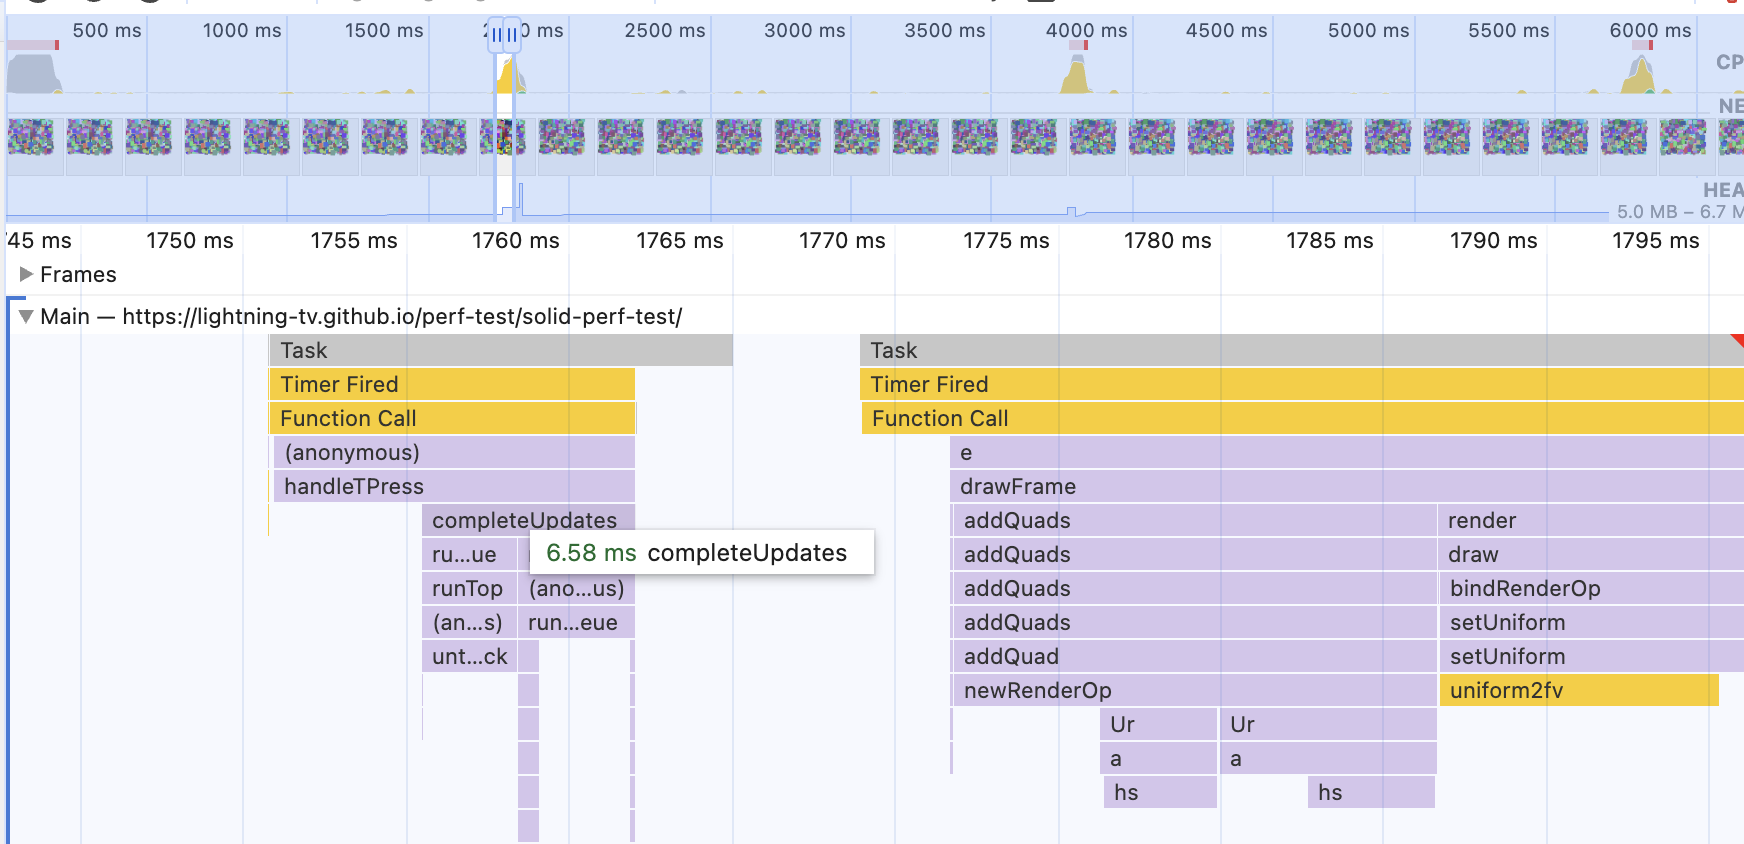 500 ms 1000 ms 1500 ms 2 0 ms 2500 ms 3000 ms 3500 ms 4000 ms 4500 ms 5000 ms 5500 ms 6000 ms
CP
NE
HEA
5.0 MB – 6.7 M
45 ms 1750 ms 1755 ms 1760 ms 1765 ms 1770 ms 1775 ms 1780 ms 1785 ms 1790 ms 1795 ms
Frames
Main — https://lightning-tv.github.io/perf-test/solid-perf-test/
Task Task
Timer Fired Timer Fired
Function Call Function Call
(anonymous) e
handleTPress drawFrame
completeUpdates addQuads render
ru...ue 6.58 ms completeUpdates addQuads draw
runTop (ano...us) addQuads bindRenderOp
(an...s) run...eue addQuads setUniform
unt...ck addQuad setUniform
newRenderOp uniform2fv
Ur Ur
a a
hs hs